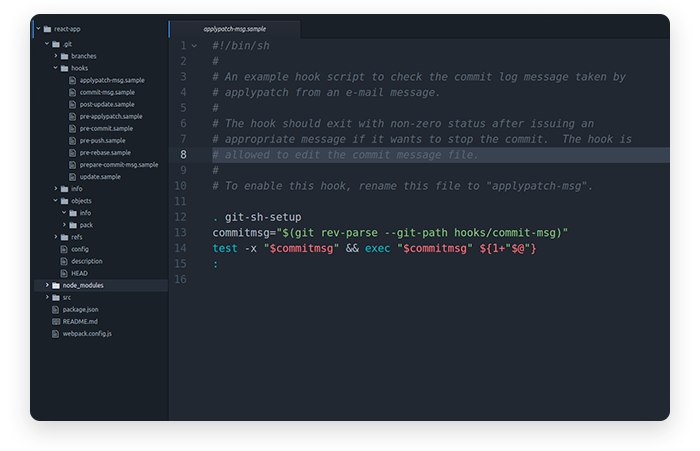 react-app
.git
branches
hooks
applypatch-msg.sample
commit-msg.sample
post-update.sample
pre-applypatch.sample
pre-commit.sample
pre-push.sample
pre-rebase.sample
prepare-commit-msg.sample
update.sample
info
objects
info
pack
refs
config
description
HEAD
node_modules
src
package.json
README.md
webpack.config.js
applypatch-msg.sample
1 #!/bin/sh
2 #
3 # An example hook script to check the commit log message taken by
4 # applypatch from an e-mail message.
5 #
6 # The hook should exit with non-zero status after issuing an
7 # appropriate message if it wants to stop the commit.  The hook is
8 # allowed to edit the commit message file.
9 #
10 # To enable this hook, rename this file to "applypatch-msg".
11
12 . git-sh-setup
13 commitmsg="$(git rev-parse --git-path hooks/commit-msg)"
14 test -x "$commitmsg" && exec "$commitmsg" ${1+"$@"}
15 :
16